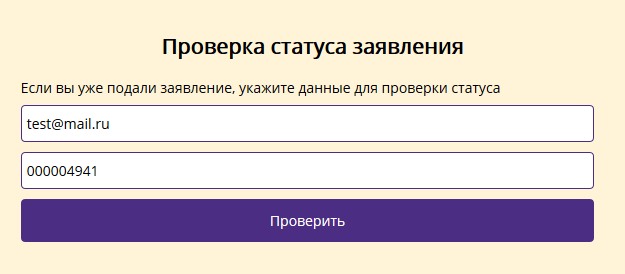 Проверка статуса заявления
Если вы уже подали заявление, укажите данные для проверки статуса
test@mail.ru
000004941
Проверить